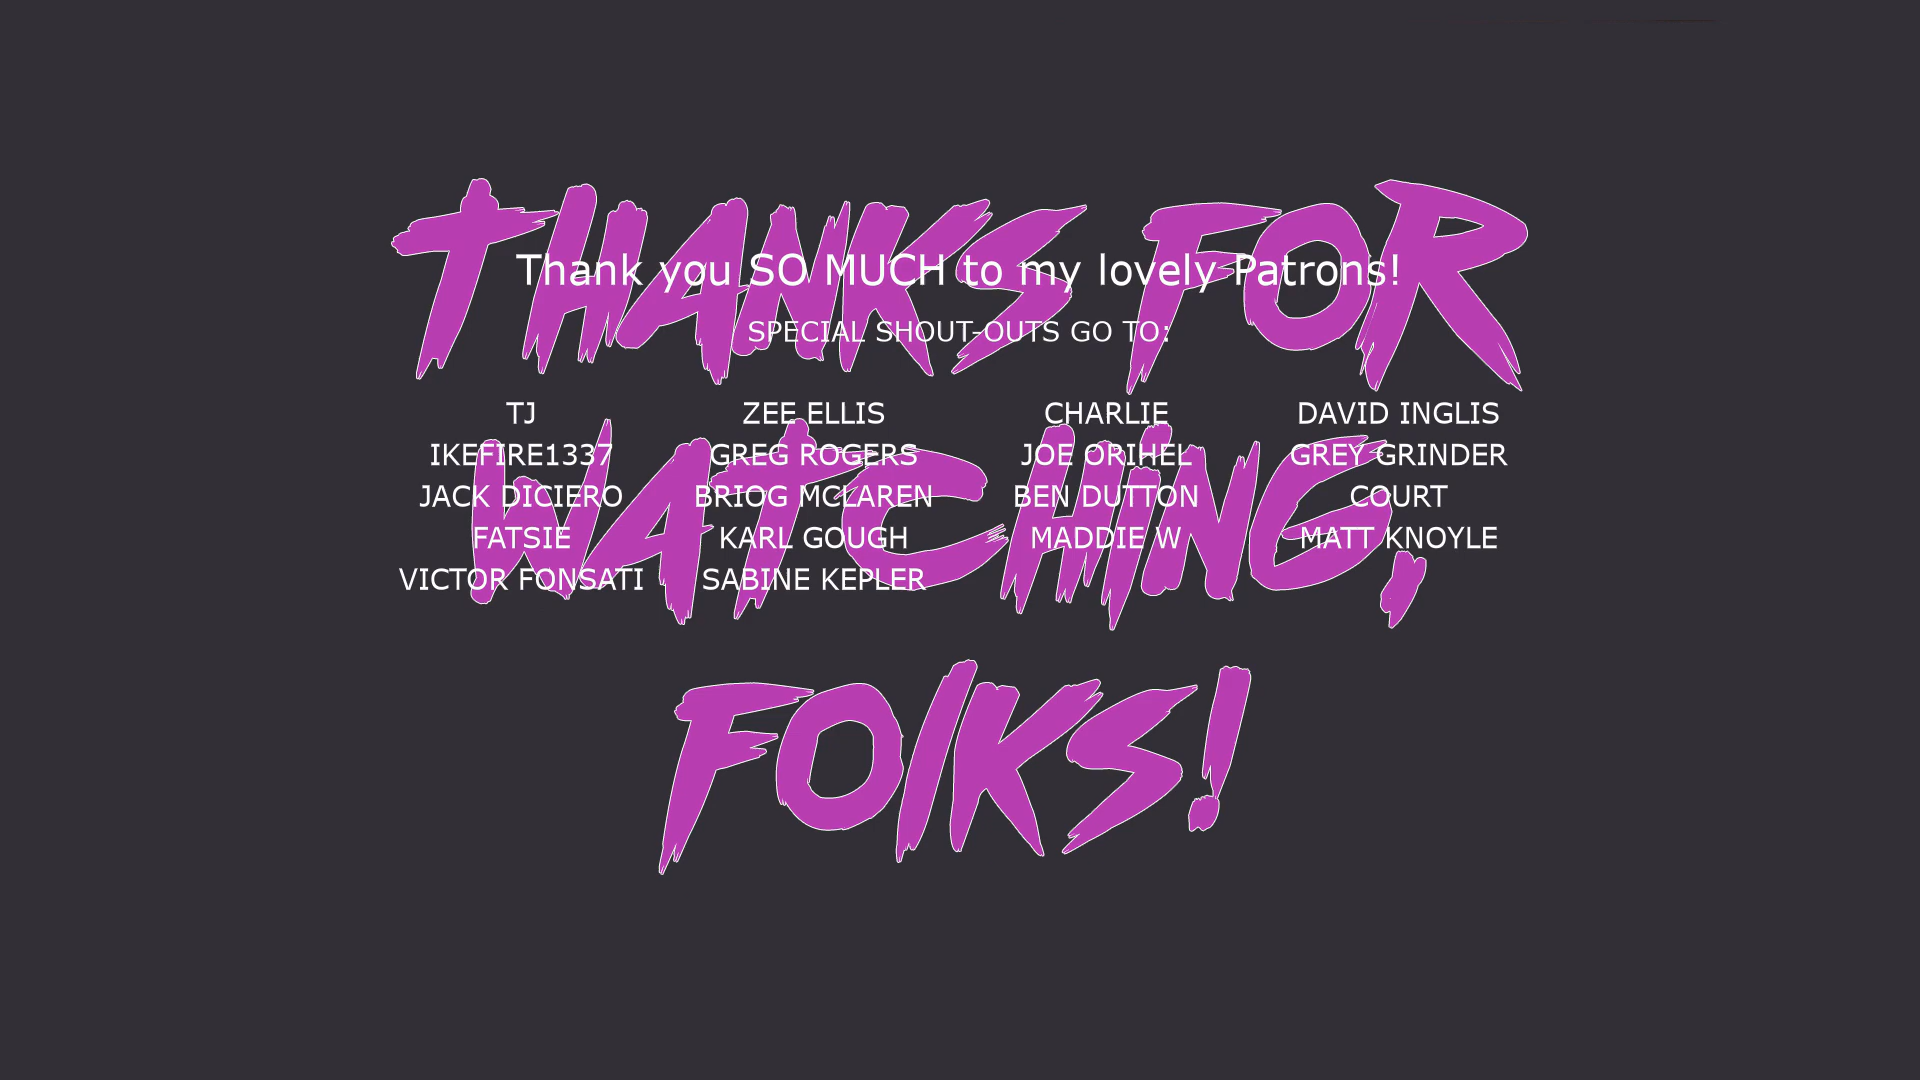 THANKS FOR
WATCHING,
FOlKS!
Thank you SO MUCH to my lovely Patrons!
SPECIAL SHOUT-OUTS GO TO:
TJ
IKEFIRE1337
JACK DICIERO
FATSIE
VICTOR FONSATI
ZEE ELLIS
GREG ROGERS
BRIOG MCLAREN
KARL GOUGH
SABINE KEPLER
CHARLIE
JOE ORIHEL
BEN DUTTON
MADDIE W
DAVID INGLIS
GREY GRINDER
COURT
MATT KNOYLE